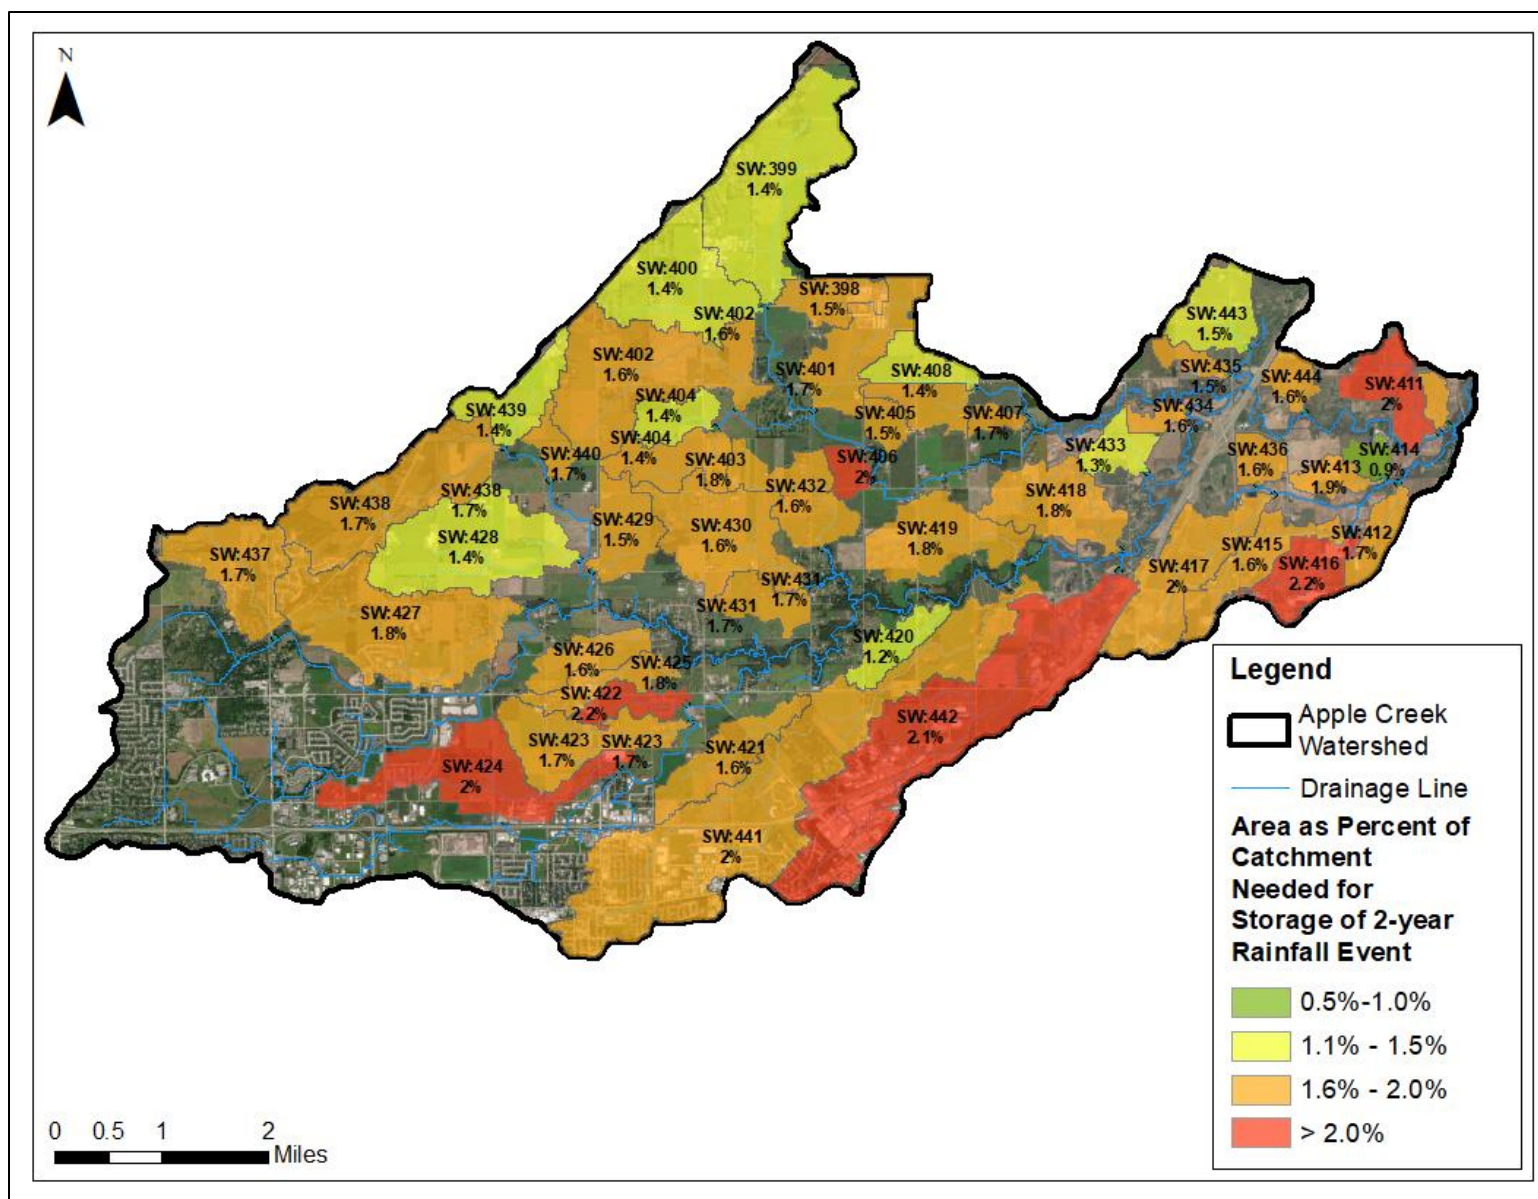 N
SW:399
1.4%
SW:400
1.4%
SW:398
1.5%
SW:402
1.6%
SW:443
1.5%
SW:402
1.6%
SW:401
1.7%
SW:408
1.4%
SW:435
1.5%
SW:444
1.6%
SW:411
2%
SW:404
1.4%
SW:439
1.4%
SW:405
1.5%
SW:407
1.7%
SW:434
1.6%
SW:404
1.4%
SW:433
1.3%
SW:440
1.7%
SW:403
1.8%
SW:406
2%
SW:436
1.6%
SW:413
1.9%
SW:414
0.9%
SW:438
1.7%
SW:438
1.7%
SW:432
1.6%
SW:418
1.8%
SW:429
1.5%
SW:430
1.6%
SW:419
1.8%
SW:428
1.4%
SW:412
1.7%
SW:437
1.7%
SW:415
1.6%
SW:417
2%
SW:416
2.2%
SW:431
1.7%
SW:431
1.7%
SW:427
1.8%
SW:420
1.2%
SW:426
1.6%
SW:425
1.8%
SW:422
2.2%
SW:442
2.1%
SW:423
1.7%
SW:423
1.7%
SW:421
1.6%
SW:424
2%
SW:441
2%
Legend
Apple Creek
Watershed
Drainage Line
Area as Percent of
Catchment
Needed for
Storage of 2-year
Rainfall Event
0.5%-1.0%
1.1% - 1.5%
1.6% - 2.0%
> 2.0%
0 0.5 1 2
Miles